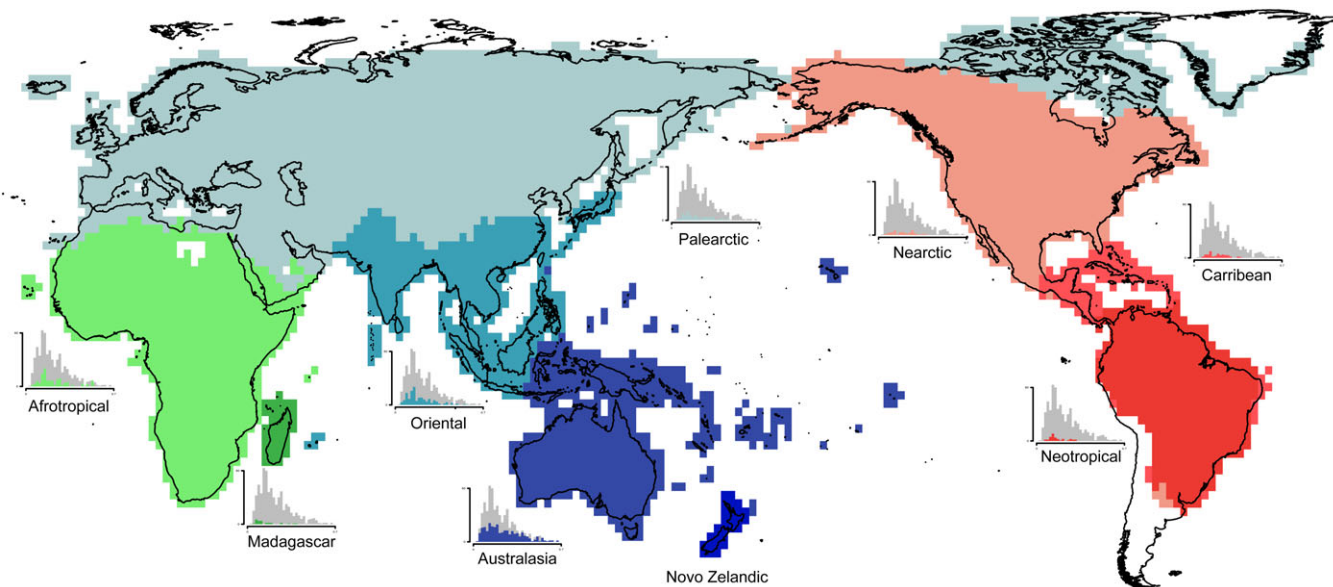 Palearctic
Nearctic
Carribean
Afrotropical
Oriental
Neotropical
Madagascar
Australasia
Novo Zelandic